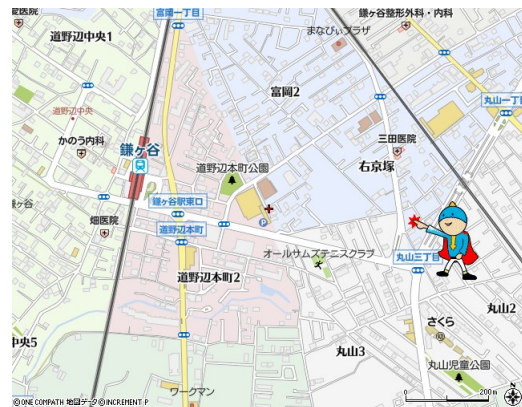 富岡一丁目
鎌ヶ谷整形外科・内科
まなびぃプラザ
道野辺中央1
富岡2
丸山一丁目
道野辺中央
三田医院
かのう内科
鎌ヶ谷
右京塚
道野辺本町公園
鎌ヶ谷駅東口
畑医院
道野辺本町
オールサムズテニスクラブ
丸山三丁目
道野辺本町2
丸山2
さくら
中央5
丸山3
丸山児童公園
ワークマン
200m
©ONE COMPATH 地図データ©INCREMENT P